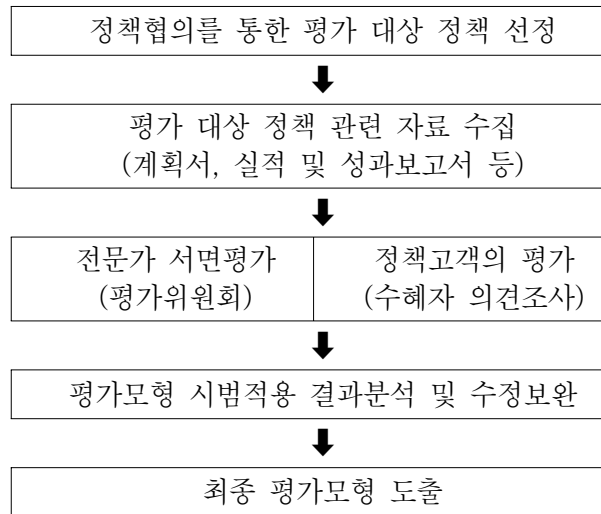 정책협의를 통한 평가 대상 정책 선정
평가 대상 정책 관련 자료 수집
(계획서, 실적 및 성과보고서 등)
전문가 서면평가
(평가위원회)
정책고객의 평가
(수혜자 의견조사)
평가모형 시범적용 결과분석 및 수정보완
최종 평가모형 도출